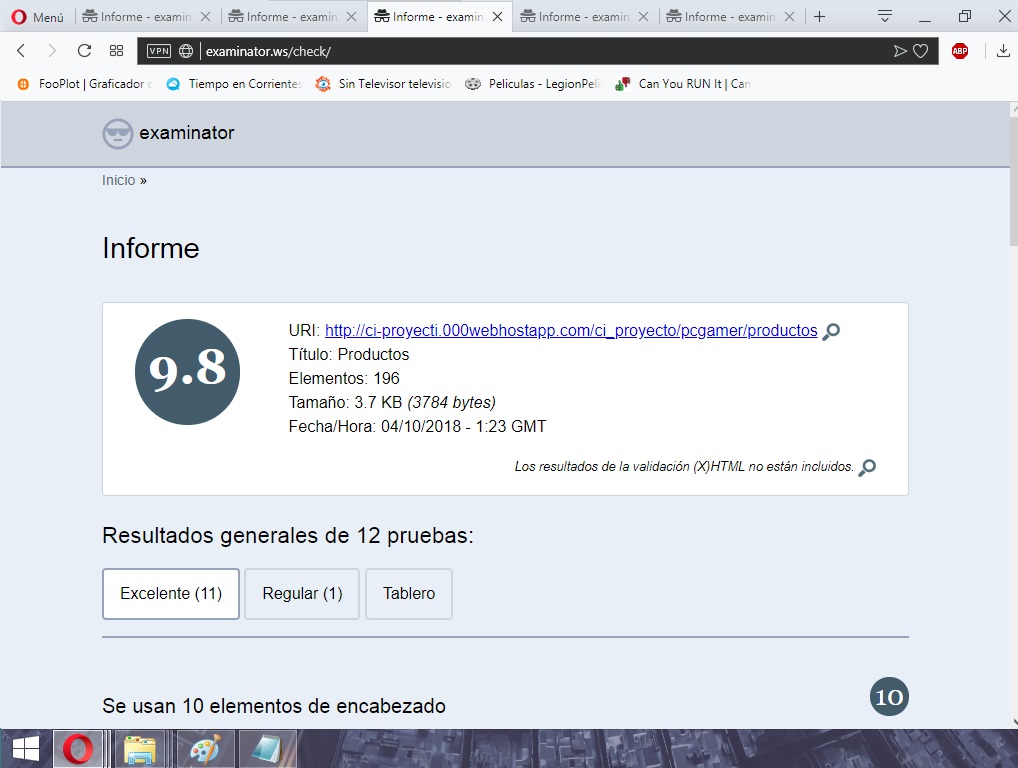 Menú
Informe - examin
Informe - examin
Informe - examin
Informe - examin
Informe - examin
VPN
examinator.ws/check/
ABP
FooPlot | Graficador
Tiempo en Corrientes
Sin Televisor televisio
Peliculas - LegionPeli
Can You RUN It | Can
examinator
Inicio »
Informe
9.8
URI: http://ci-proyecti.000webhostapp.com/ci_proyecto/pcgamer/productos
Título: Productos
Elementos: 196
Tamaño: 3.7 KB (3784 bytes)
Fecha/Hora: 04/10/2018 - 1:23 GMT
Los resultados de la validación (X)HTML no están incluidos.
Resultados generales de 12 pruebas:
Excelente (11)
Regular (1)
Tablero
Se usan 10 elementos de encabezado
10